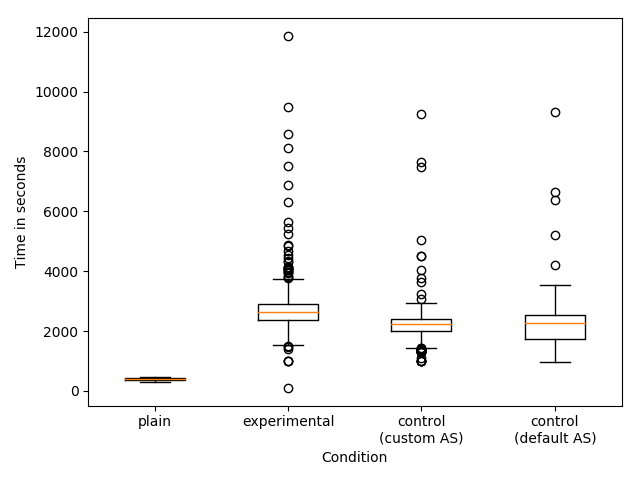 12000
10000
8000
6000
4000
2000
0
Time in seconds
plain
experimental
control
(custom AS)
control
(default AS)
Condition